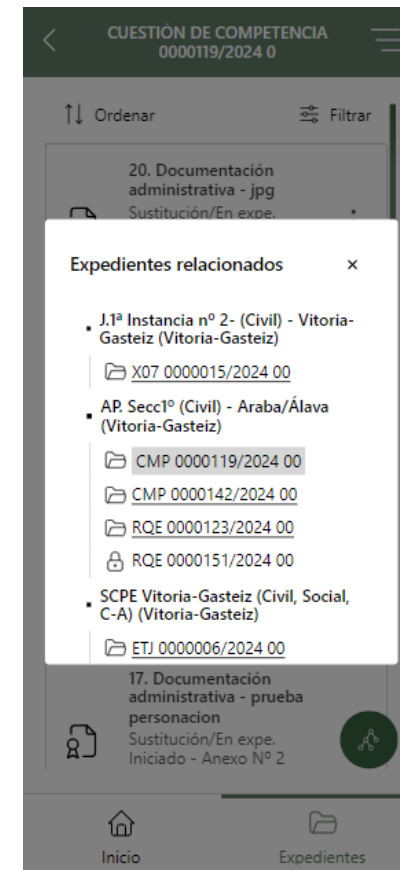 CUESTIÓN DE COMPETENCIA
0000119/2024 0
Ordenar
Filtrar
20. Documentación
administrativa - jpg
Sustitución/En expe.
Expedientes relacionados
J.1ª Instancia nº 2- (Civil) - Vitoria-
Gasteiz (Vitoria-Gasteiz)
X07 0000015/2024 00
AP. Secc1º (Civil) - Araba/Álava
(Vitoria-Gasteiz)
CMP 0000119/2024 00
CMP 0000142/2024 00
RQE 0000123/2024 00
RQE 0000151/2024 00
SCPE Vitoria-Gasteiz (Civil, Social,
C-A) (Vitoria-Gasteiz)
ETJ 0000006/2024 00
17. Documentación
administrativa - prueba
personacion
Sustitución/En expe.
Iniciado - Anexo Nº 2
Inicio
Expedientes